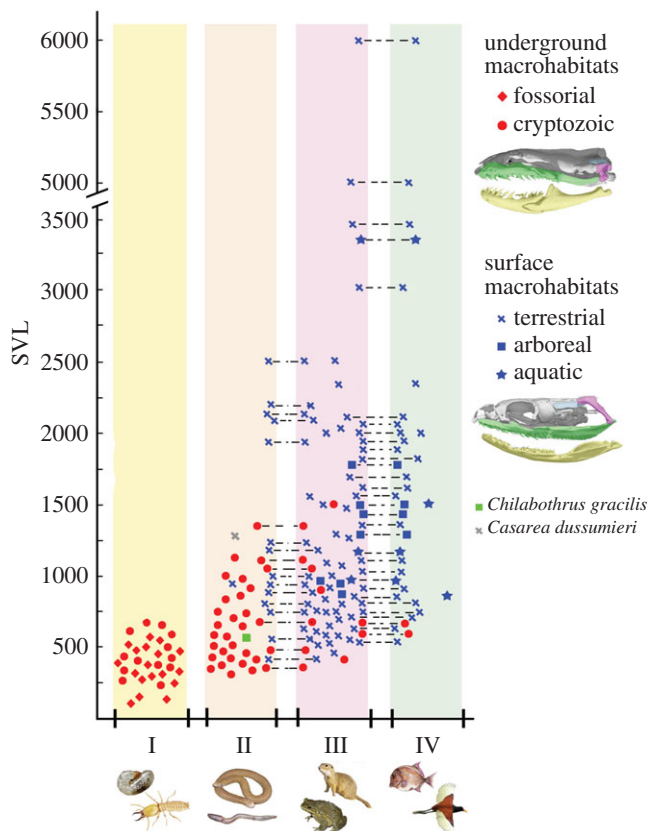 6000
5500
5000
3500
3000
2500
2000
1500
1000
500
SVL
I
II
III
IV
underground
macrohabitats
fossorial
cryptozoic
surface
macrohabitats
terrestrial
arboreal
aquatic
Chilabothrus gracilis
Casarea dussumieri